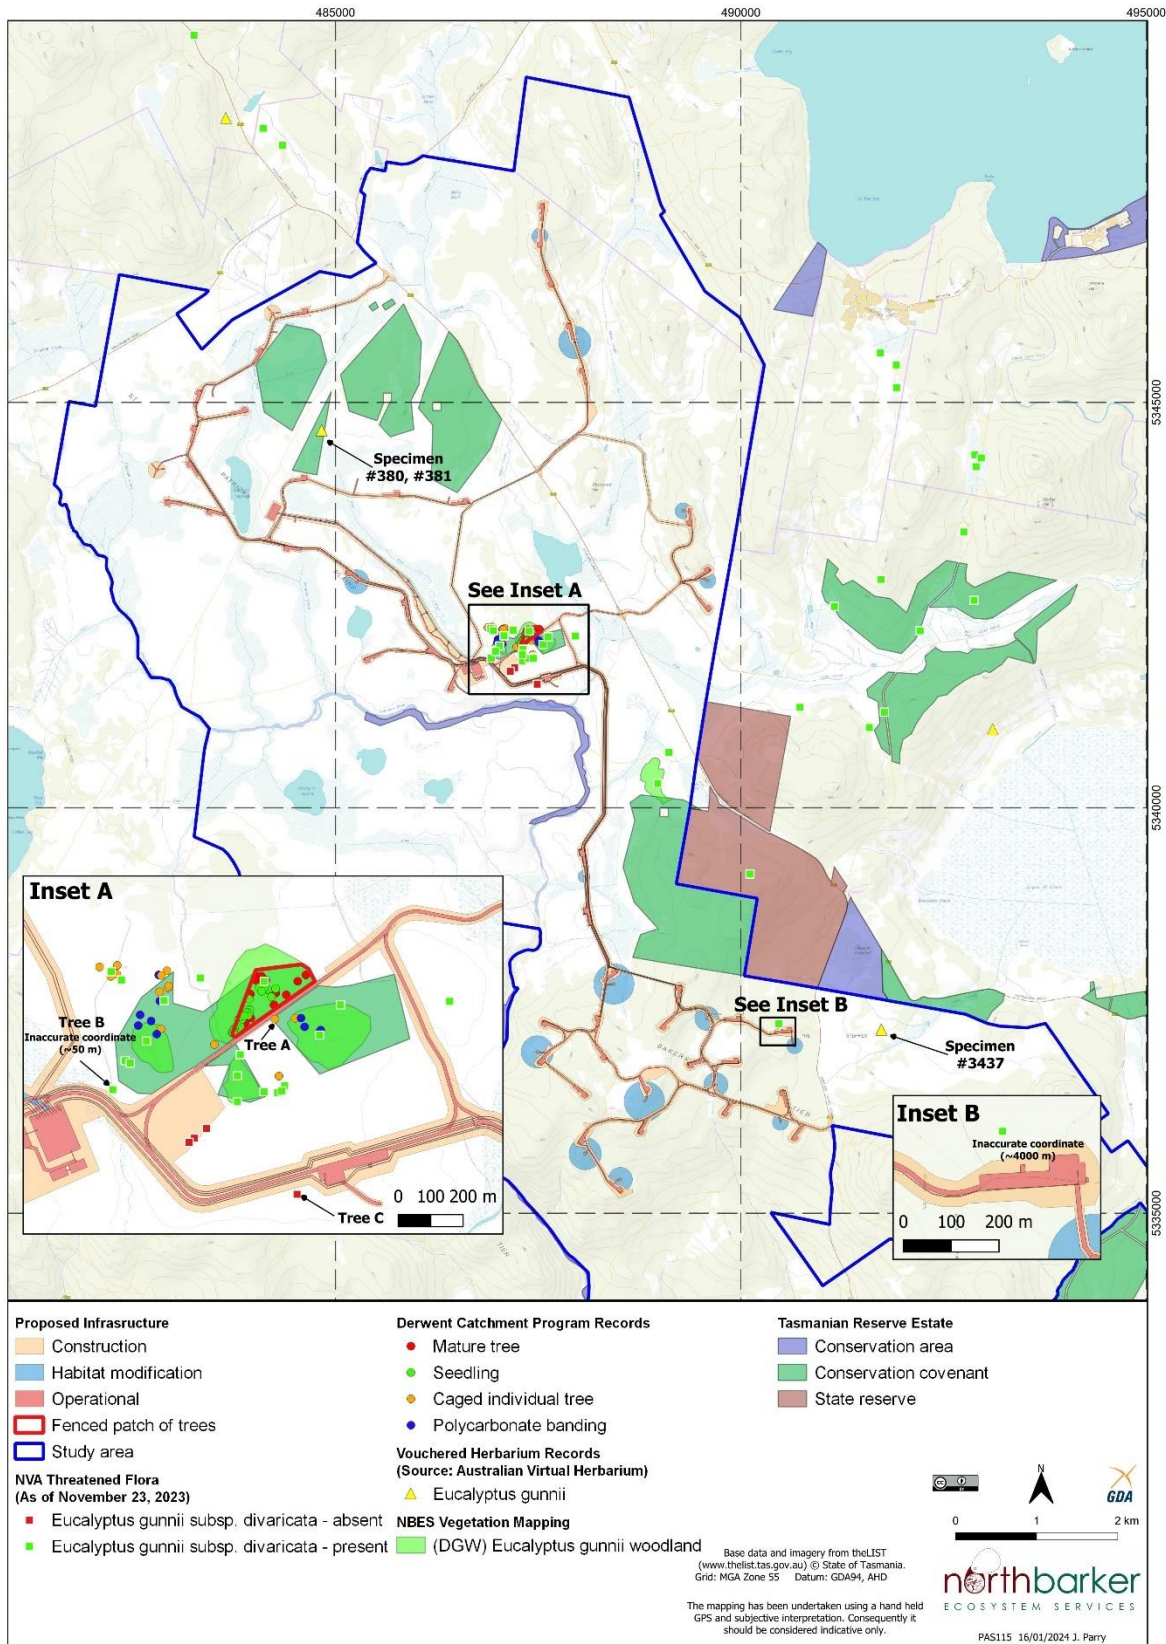 485000
490000
495000
5345000
5340000
5335000
Specimen
#380, #381
See Inset A
See Inset B
Specimen
#3437
BAKERS
TIER
TIER
Inset A
Tree B
Inaccurate coordinate
(~50 m)
Tree A
Tree C
0 100 200 m
Inset B
Inaccurate coordinate
(~4000 m)
0 100 200 m
Proposed Infrasructure
Construction
Habitat modification
Operational
Fenced patch of trees
Study area
NVA Threatened Flora
(As of November 23, 2023)
Eucalyptus gunnii subsp. divaricata - absent
Eucalyptus gunnii subsp. divaricata - present
Derwent Catchment Program Records
Mature tree
Seedling
Caged individual tree
Polycarbonate banding
Vouchered Herbarium Records
(Source: Australian Virtual Herbarium)
Eucalyptus gunnii
NBES Vegetation Mapping
(DGW) Eucalyptus gunnii woodland
Tasmanian Reserve Estate
Conservation area
Conservation covenant
State reserve
cc
BY
N
GDA
0 1 2 km
Base data and imagery from theLIST
(www.thelist.tas.gov.au) © State of Tasmania.
Grid: MGA Zone 55 Datum: GDA94, AHD
The mapping has been undertaken using a hand held
GPS and subjective interpretation. Consequently it
should be considered indicative only.
northbarker
ECOSYSTEM SERVICES
PAS115 16/01/2024 J. Parry